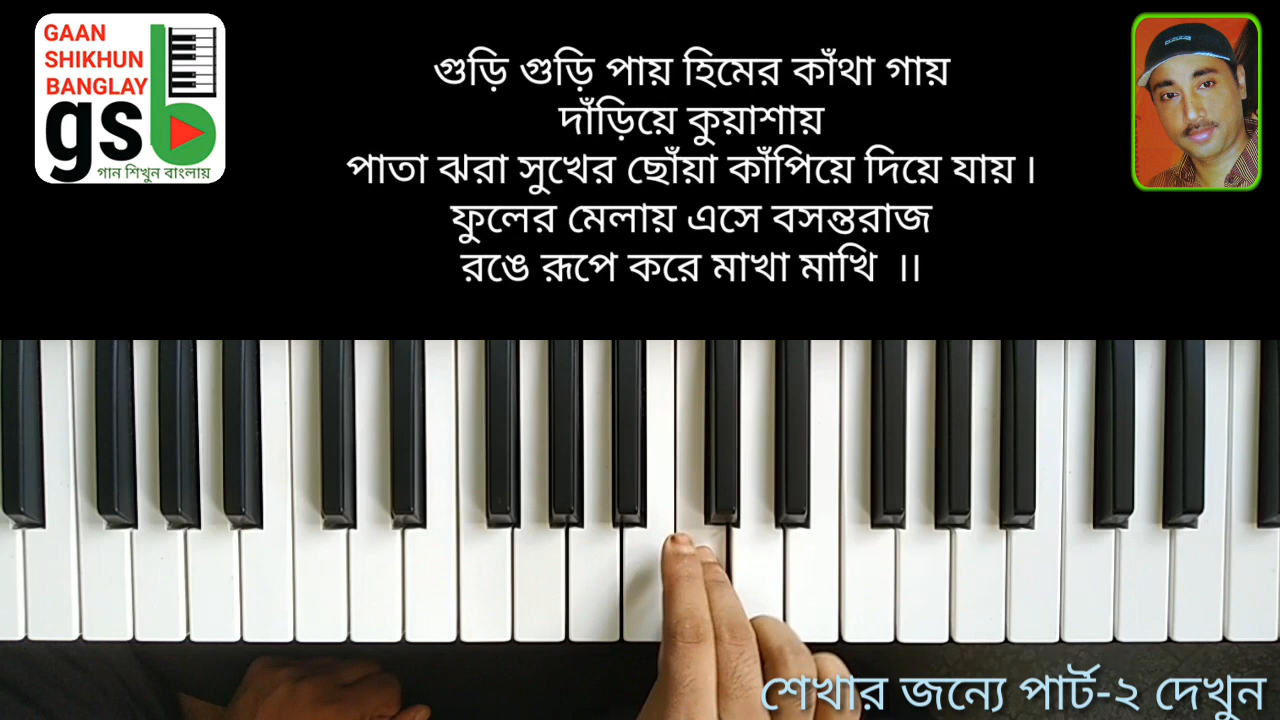 GAAN
SHIKHUN
BANGLAY
gsb
গান শিখুন বাংলায়
গুড়ি গুড়ি পায় হিমের কাঁথা গায়
দাঁড়িয়ে কুয়াশায়
পাতা ঝরা সুখের ছোঁয়া কাঁপিয়ে দিয়ে যায় ।
ফুলের মেলায় এসে বসন্তরাজ
রঙে রূপে করে মাখা মাখি ।।
শেখার জন্যে পার্ট-২ দেখুন